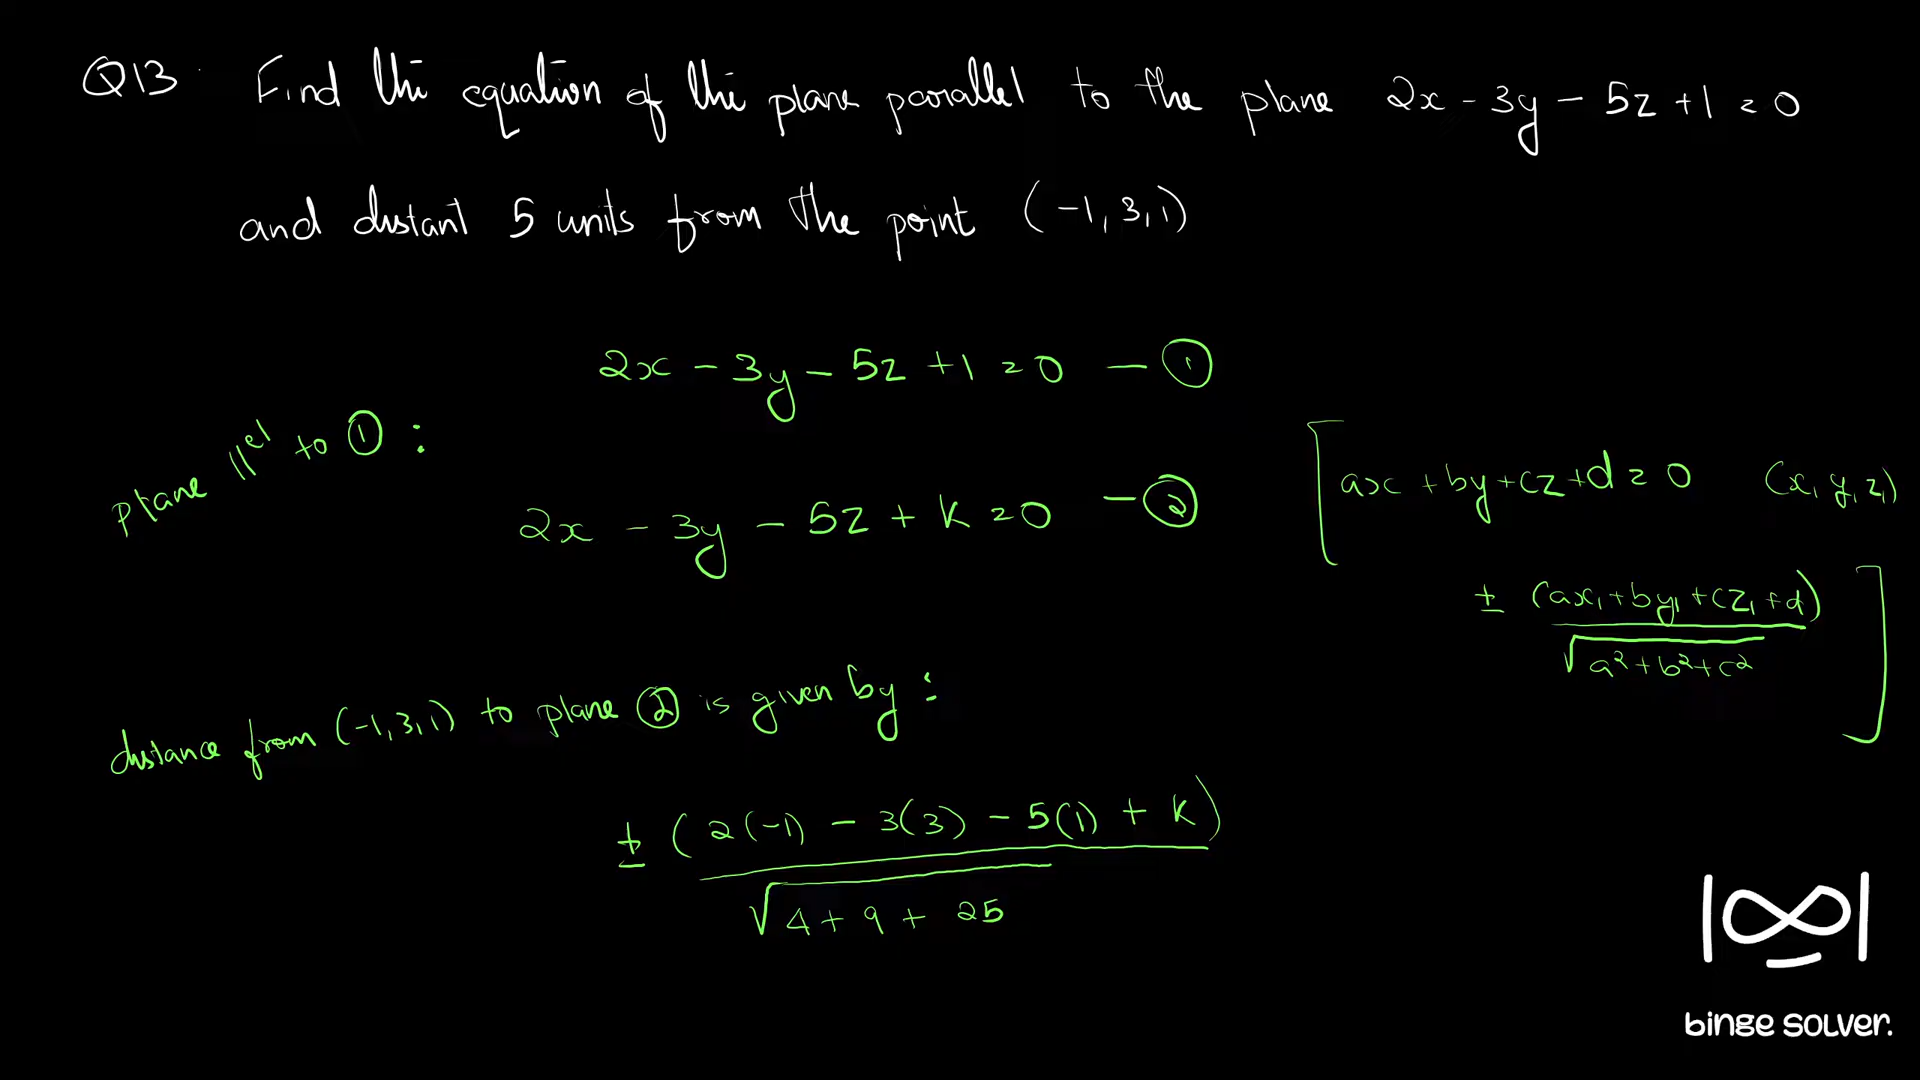 Q13. Find the equation of the plane parallel to the plane 2x - 3y - 5z + 1 = 0
and distant 5 units from the point (-1, 3, 1)
2x - 3y - 5z + 1 = 0 — ①
plane ||el to ① :
2x - 3y - 5z + k = 0 — ②
[ax + by + cz + d = 0 (x₁ y₁ z₁)
± (ax₁ + by₁ + cz₁ + d) / √a² + b² + c² ]
distance from (-1, 3, 1) to plane ② is given by :
± (2(-1) - 3(3) - 5(1) + k) / √4 + 9 + 25
binge solver.